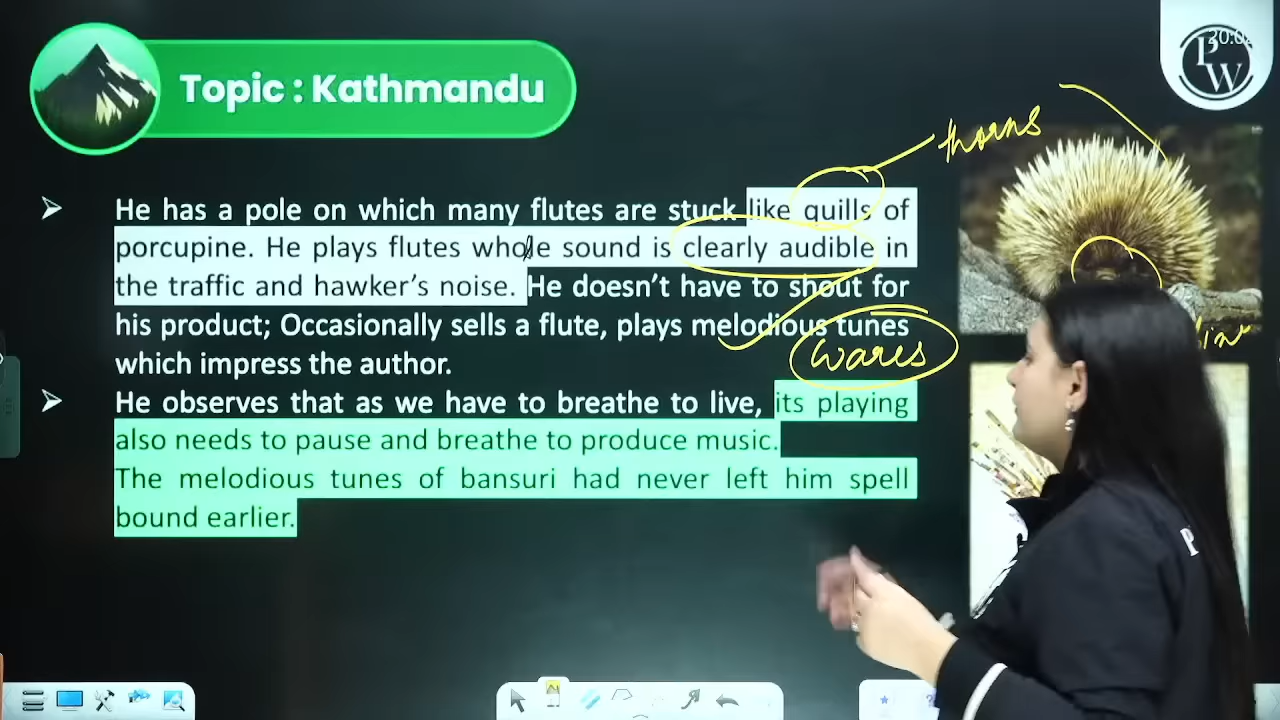 20:0
PW
Topic : Kathmandu
thorns
He has a pole on which many flutes are stuck like quills of
porcupine. He plays flutes whole sound is clearly audible in
the traffic and hawker's noise. He doesn't have to shout for
his product; Occasionally sells a flute, plays melodious tunes
wares
which impress the author.
He observes that as we have to breathe to live, its playing
also needs to pause and breathe to produce music.
The melodious tunes of bansuri had never left him spell
bound earlier.
P